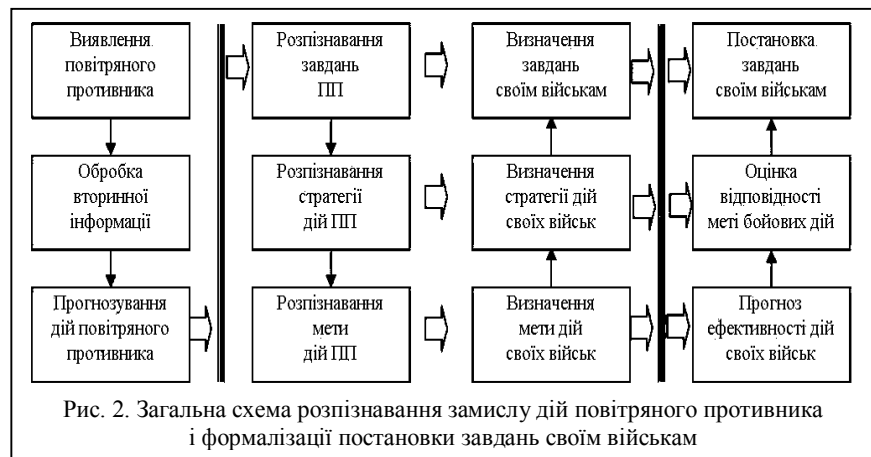 Виявлення
повітряного
противника
Розпізнавання
завдань
ПП
Визначення
завдань
своїм військам
Постановка
завдань
своїм військам
Обробка
вторинної
інформації
Розпізнавання
стратегії
дій ПП
Визначення
стратегії дій
своїх військ
Оцінка
відповідності
меті бойових дій
Прогнозування
дій повітряного
противника
Розпізнавання
мети
дій ПП
Визначення
мети дій
своїх військ
Прогноз
ефективності дій
своїх військ
Рис. 2. Загальна схема розпізнавання замислу дій повітряного противника
і формалізації постановки завдань своїм військам